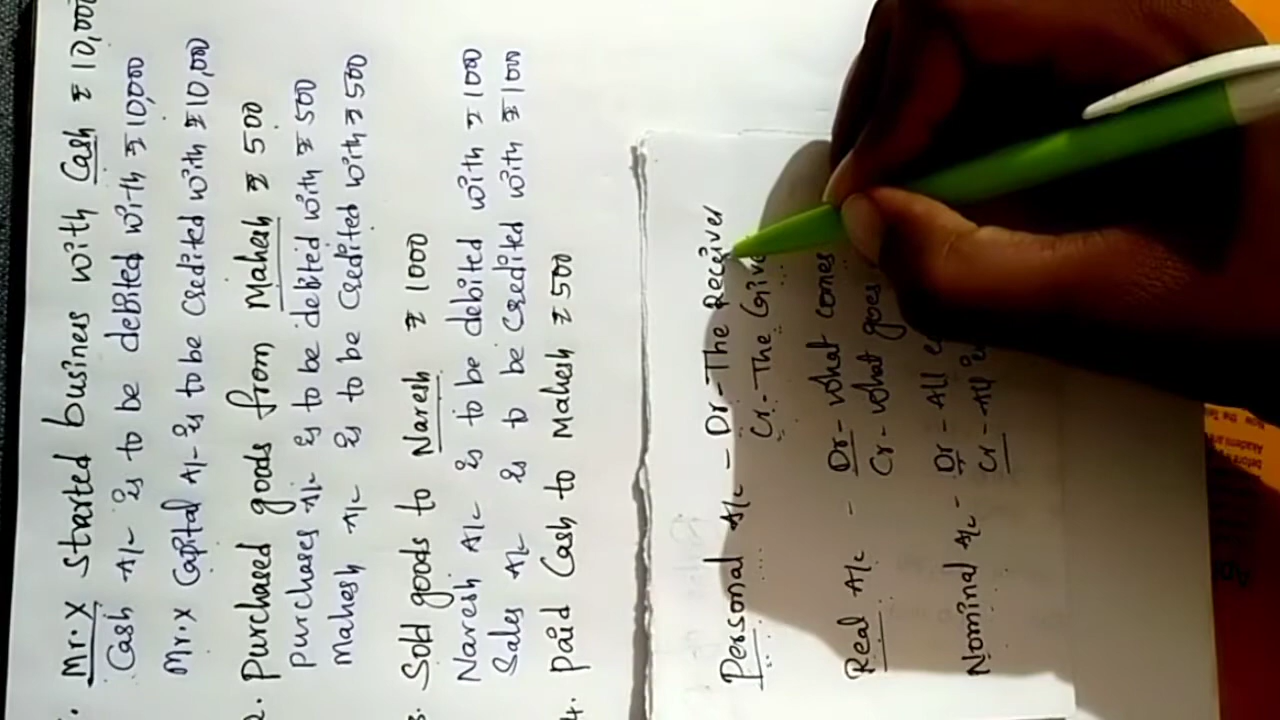 Mr. X started business with Cash ₹ 10,000
Cash A/c is to be debited with ₹10,000
Mr. X Capital A/c is to be Credited with ₹10,000
2. Purchased goods from Mahesh ₹ 500
Purchases A/c is to be debited with ₹ 500
Mahesh A/c is to be Credited with ₹ 500
3. Sold goods to Naresh ₹ 1000
Naresh A/c is to be debited with ₹ 1000
Sales A/c is to be Credited with ₹ 1000
4. paid Cash to Mahesh ₹ 500
Personal A/c - Dr - The Receiver
Cr - The Give
Real A/c - Dr - what comes
Cr - what goes
Nominal A/c - Dr - All
Cr - All